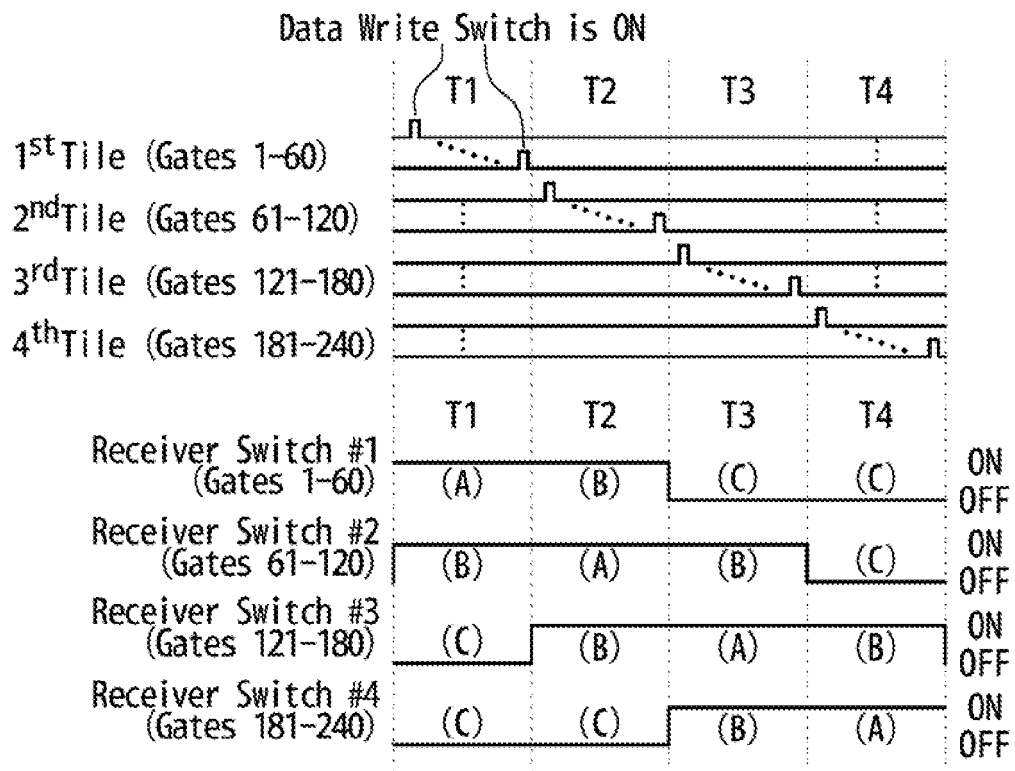 Data Write Switch is ON
T1 T2 T3 T4
1st Tile (Gates 1-60)
2nd Tile (Gates 61-120)
3rd Tile (Gates 121-180)
4th Tile (Gates 181-240)
T1 T2 T3 T4
Receiver Switch #1
(Gates 1-60)
(A) (B) (C) (C)
ON
OFF
Receiver Switch #2
(Gates 61-120)
(B) (A) (B) (C)
ON
OFF
Receiver Switch #3
(Gates 121-180)
(C) (B) (A) (B)
ON
OFF
Receiver Switch #4
(Gates 181-240)
(C) (C) (B) (A)
ON
OFF